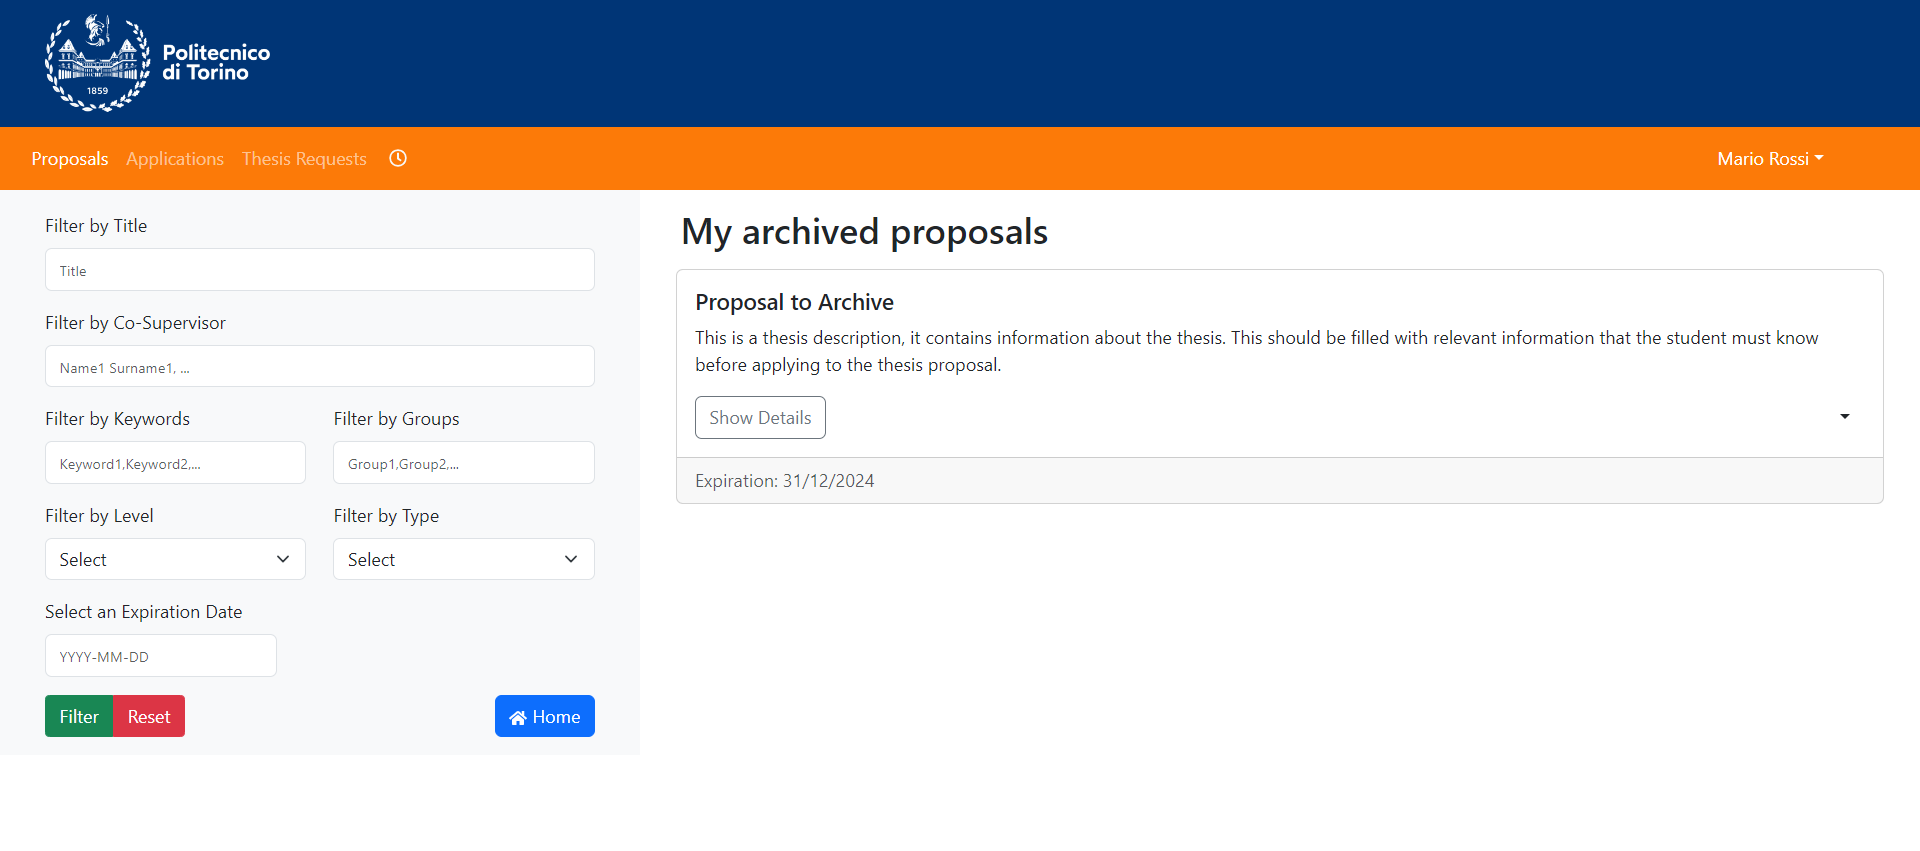 1859
Politecnico
di Torino
Proposals Applications Thesis Requests
Mario Rossi
Filter by Title
Title
Filter by Co-Supervisor
Name1 Surname1, ...
Filter by Keywords
Filter by Groups
Keyword1,Keyword2,...
Group1,Group2,...
Filter by Level
Filter by Type
Select
Select
Select an Expiration Date
YYYY-MM-DD
Filter
Reset
Home
My archived proposals
Proposal to Archive
This is a thesis description, it contains information about the thesis. This should be filled with relevant information that the student must know
before applying to the thesis proposal.
Show Details
Expiration: 31/12/2024